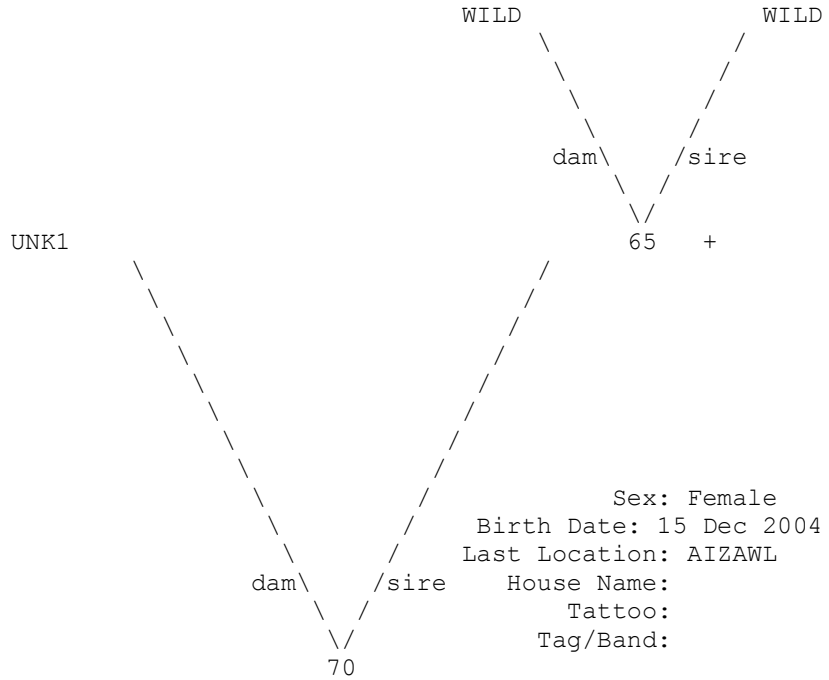 WILD WILD
\ /
\ /
\ /
\ /
dam\ /sire
\ /
\/
UNK1 65 +
\ /
\ /
\ /
\ /
\ /
\ /
\ /
\ /
\ / Sex: Female
\ / Birth Date: 15 Dec 2004
\ / Last Location: AIZAWL
dam\ /sire House Name:
\ / Tattoo:
\/ Tag/Band:
70